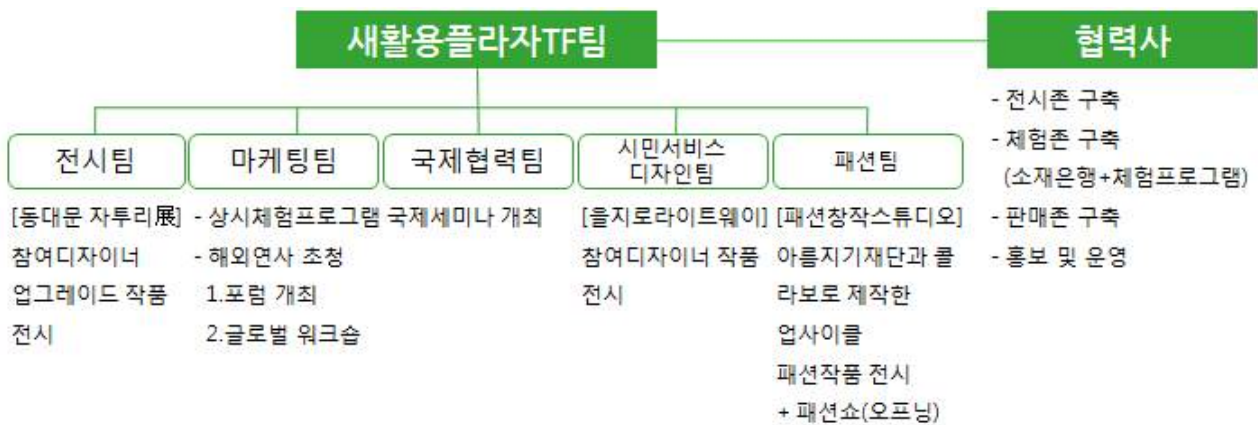 새활용플라자TF팀
협력사
- 전시존 구축
- 체험존 구축
(소재은행+체험프로그램)
- 판매존 구축
- 홍보 및 운영
전시팀
[동대문 자투리展]
참여디자이너
업그레이드 작품
전시
마케팅팀
- 상시체험프로그램
- 해외연사 초청
1.포럼 개최
2.글로벌 워크숍
국제협력팀
국제세미나 개최
시민서비스
디자인팀
[을지로라이트웨이]
참여디자이너 작품
전시
패션팀
[패션창작스튜디오]
아름지기재단과 콜
라보로 제작한
업사이클
패션작품 전시
+ 패션쇼(오프닝)